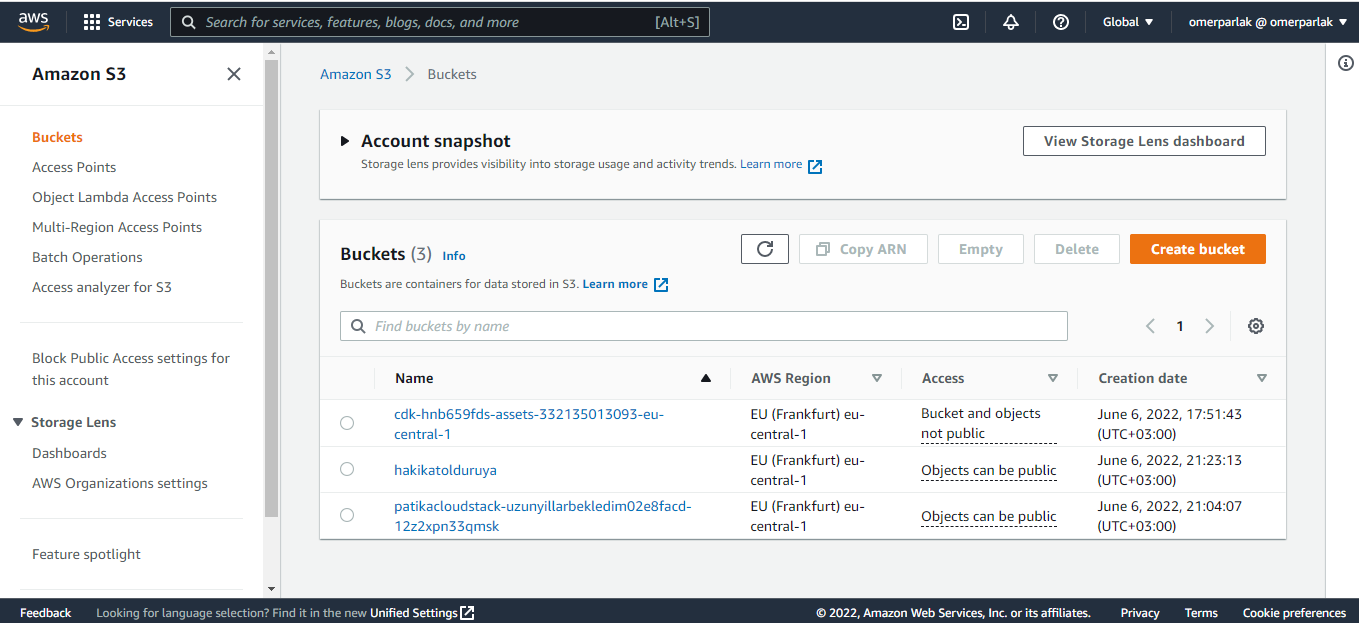 aws
Services
Search for services, features, blogs, docs, and more
[Alt+S]
Global
omerparlak @ omerparlak
Amazon S3
Buckets
Access Points
Object Lambda Access Points
Multi-Region Access Points
Batch Operations
Access analyzer for S3
Block Public Access settings for
this account
Storage Lens
Dashboards
AWS Organizations settings
Feature spotlight
Amazon S3 > Buckets
Account snapshot
Storage lens provides visibility into storage usage and activity trends. Learn more
View Storage Lens dashboard
Buckets (3) Info
Buckets are containers for data stored in S3. Learn more
Copy ARN
Empty
Delete
Create bucket
Find buckets by name
1
Name
AWS Region
Access
Creation date
cdk-hnb659fds-assets-332135013093-eu-
central-1
EU (Frankfurt) eu-
central-1
Bucket and objects
not public
June 6, 2022, 17:51:43
(UTC+03:00)
hakikatolduruya
EU (Frankfurt) eu-
central-1
Objects can be public
June 6, 2022, 21:23:13
(UTC+03:00)
patikacloudstack-uzunyillarbekledim02e8facd-
12z2xpn33qmsk
EU (Frankfurt) eu-
central-1
Objects can be public
June 6, 2022, 21:04:07
(UTC+03:00)
Feedback
Looking for language selection? Find it in the new Unified Settings
© 2022, Amazon Web Services, Inc. or its affiliates.
Privacy
Terms
Cookie preferences